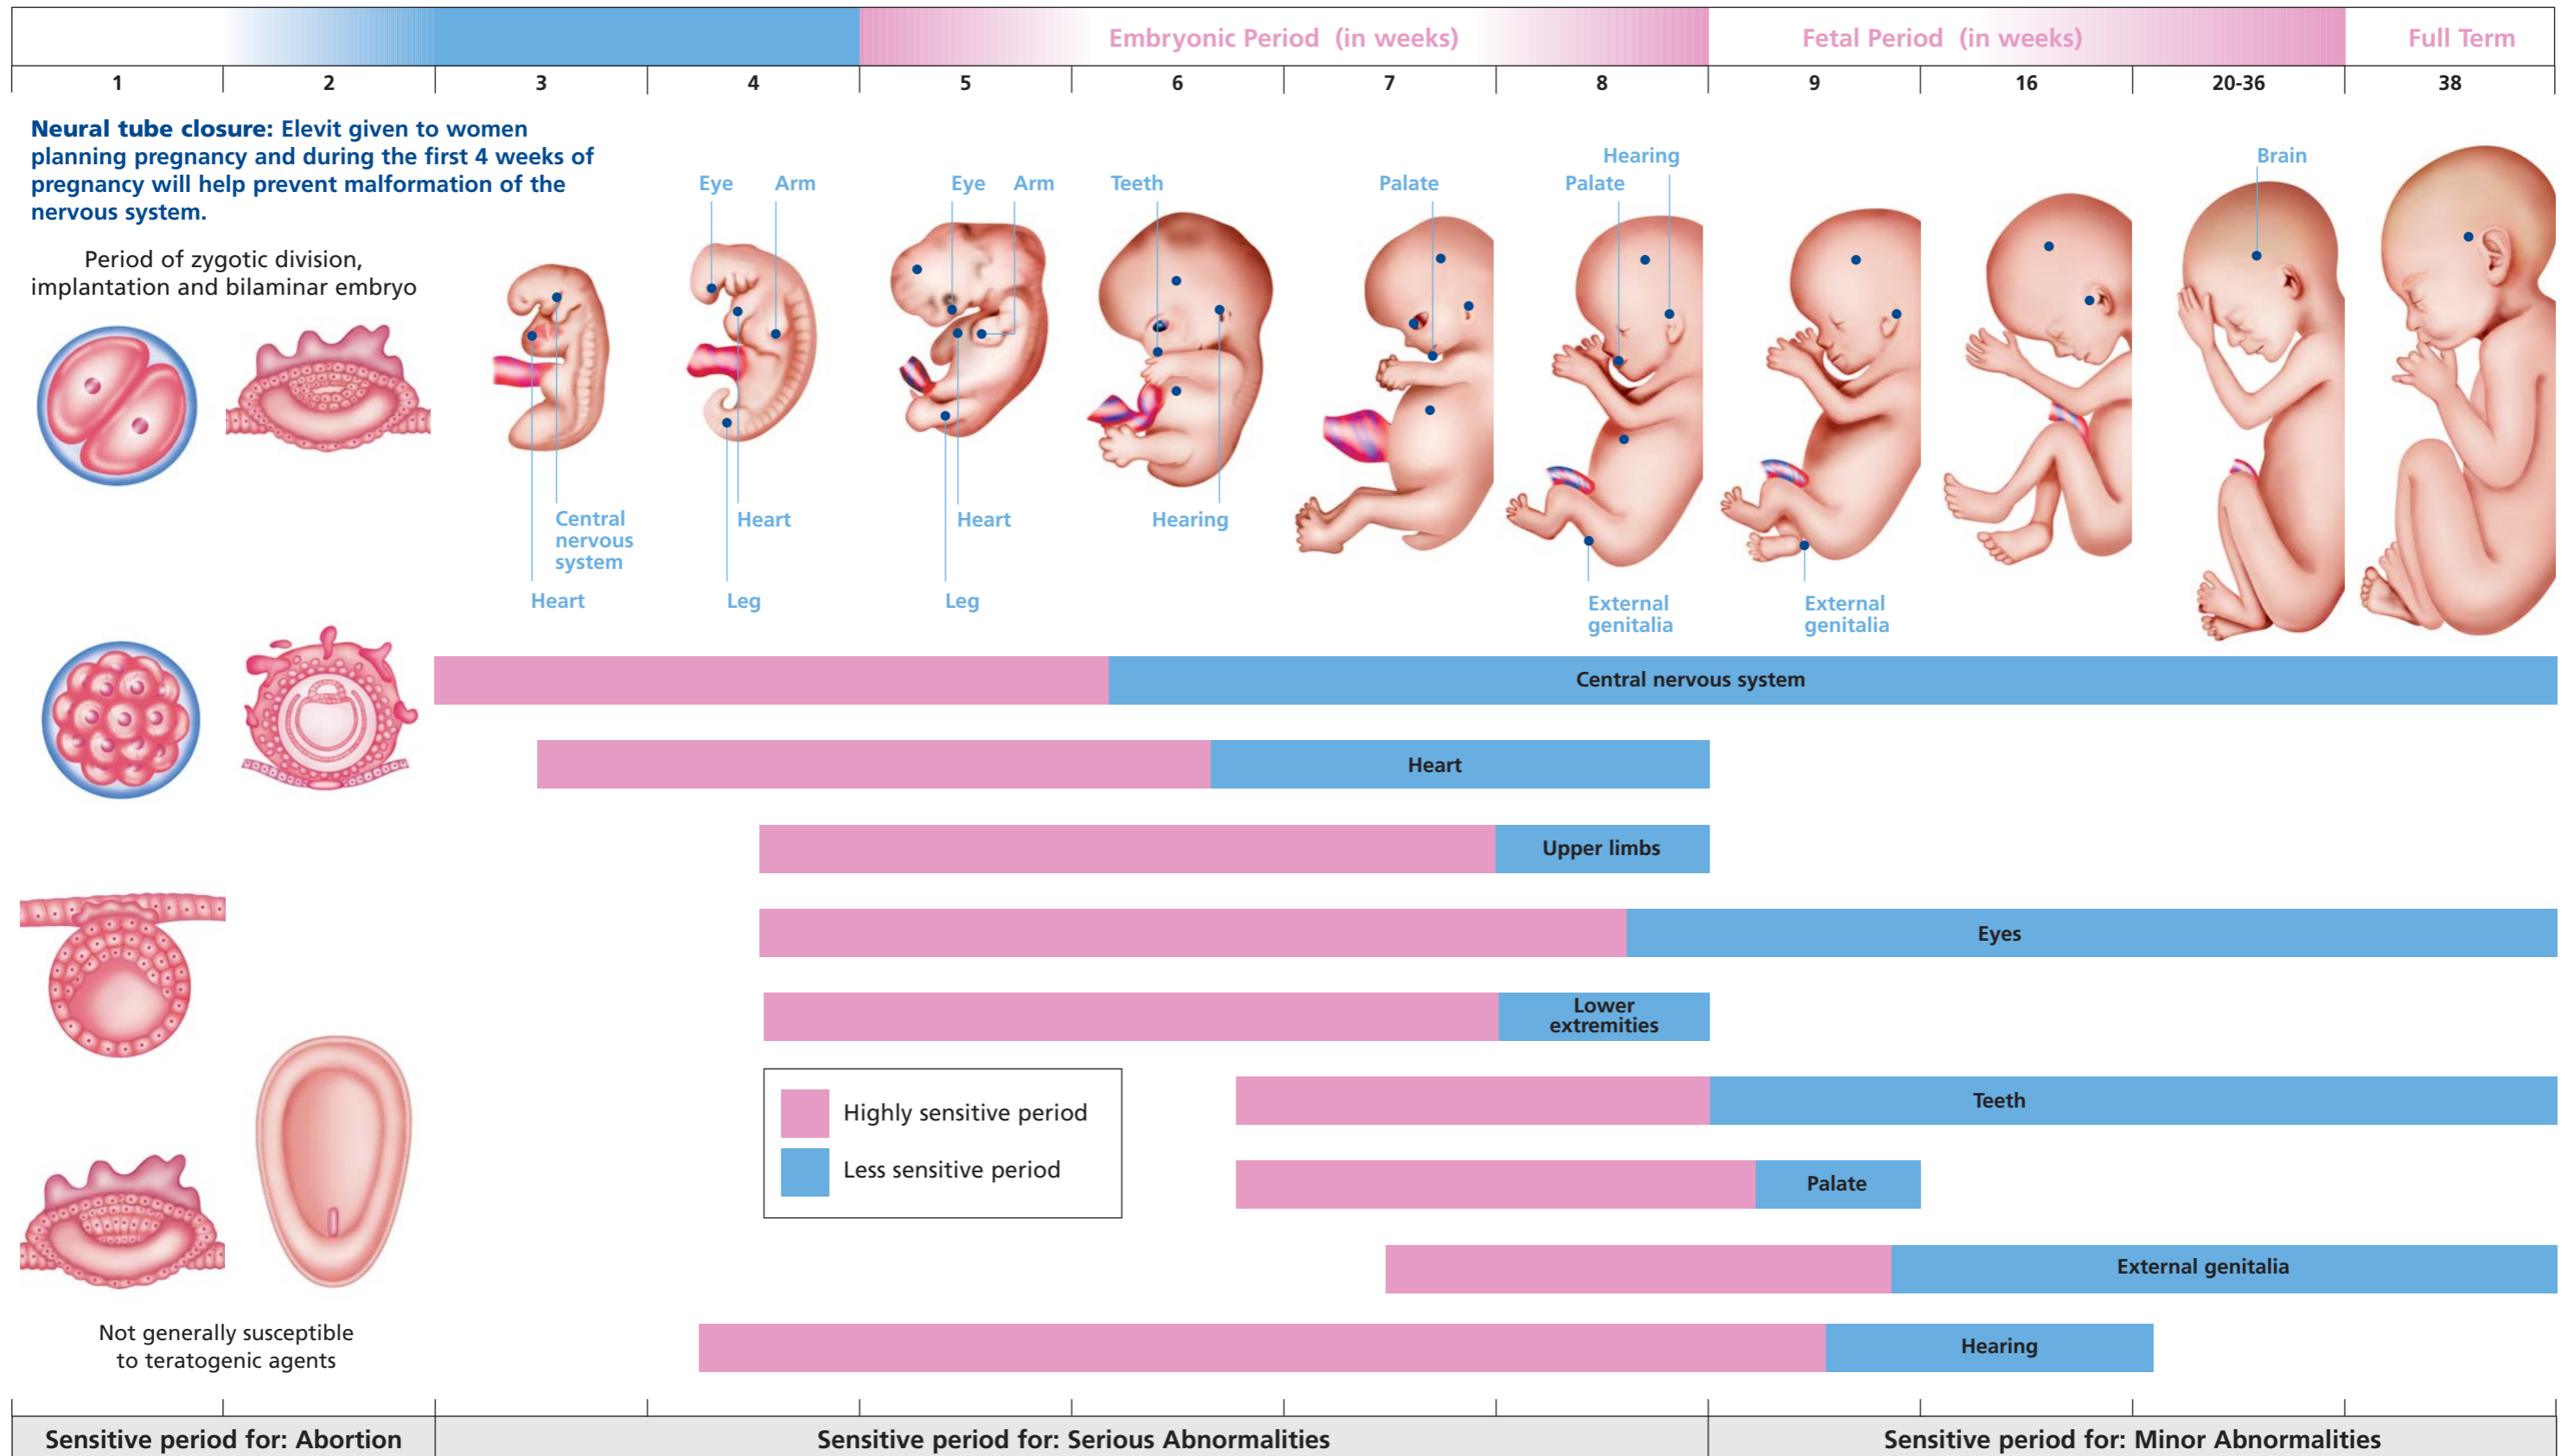 Embryonic Period (in weeks)
Fetal Period (in weeks)
Full Term
1
2
3
4
5
6
7
8
9
16
20-36
38
Neural tube closure: Elevit given to women
planning pregnancy and during the first 4 weeks of
pregnancy will help prevent malformation of the
nervous system.
Period of zygotic division,
implantation and bilaminar embryo
Eye
Arm
Eye
Arm
Teeth
Palate
Palate
Hearing
Brain
Central
nervous
system
Heart
Heart
Leg
Heart
Leg
Hearing
External
genitalia
External
genitalia
Central nervous system
Heart
Upper limbs
Eyes
Lower
extremities
Highly sensitive period
Less sensitive period
Teeth
Palate
External genitalia
Hearing
Not generally susceptible
to teratogenic agents
Sensitive period for: Abortion
Sensitive period for: Serious Abnormalities
Sensitive period for: Minor Abnormalities